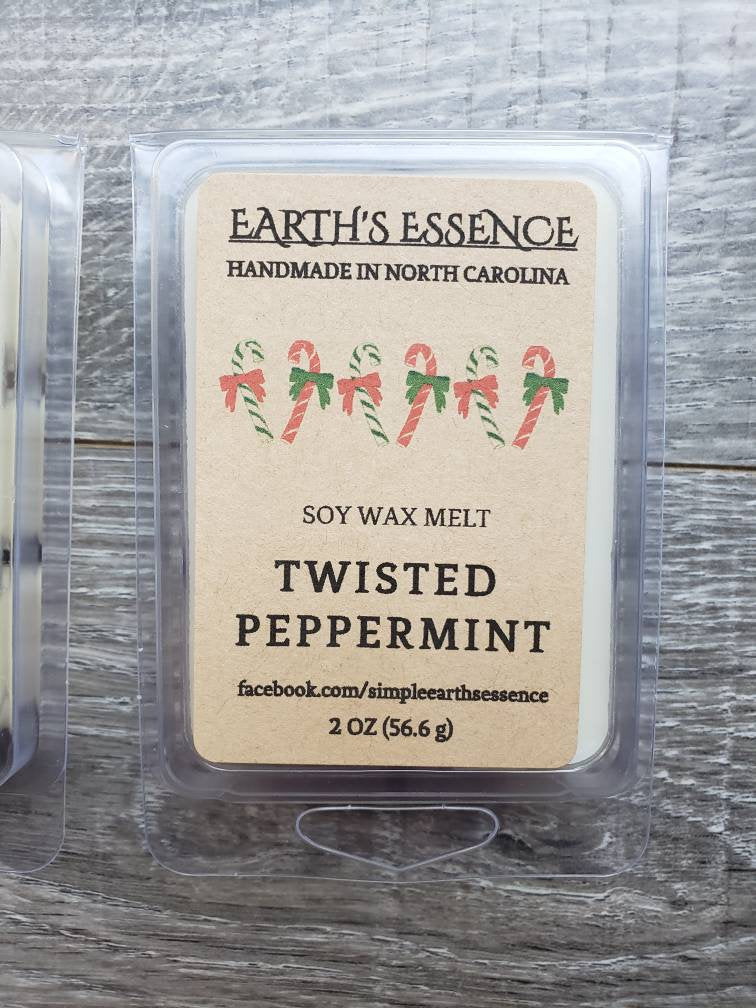 EARTH'S ESSENCE
HANDMADE IN NORTH CAROLINA
SOY WAX MELT
TWISTED
PEPPERMINT
facebook.com/simpleearthsessence
2 OZ (56.6 g)